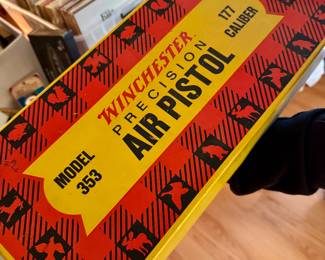 WINCHESTER
PRECISION
AIR PISTOL
MODEL
353
177
CALIBER